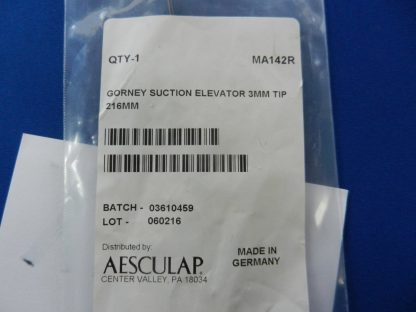 QTY-1 MA142R
GORNEY SUCTION ELEVATOR 3MM TIP
216MM
BATCH - 03610459
LOT - 060216
Distributed by:
AESCULAP®
CENTER VALLEY, PA 18034
MADE IN
GERMANY